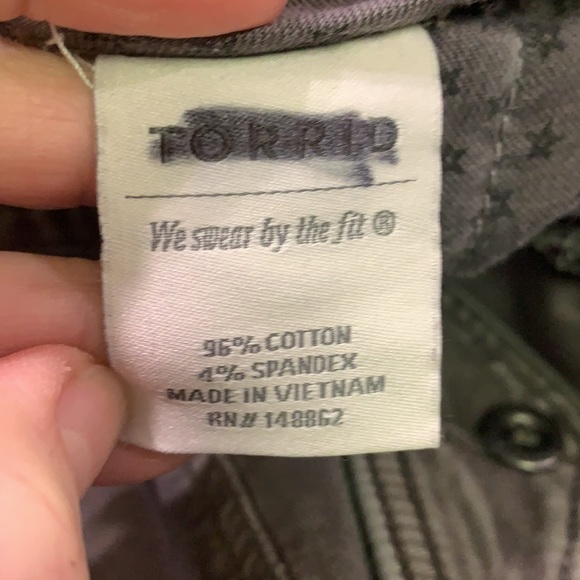 TORRID
We swear by the fit ®
96% COTTON
4% SPANDEX
MADE IN VIETNAM
RN# 148862